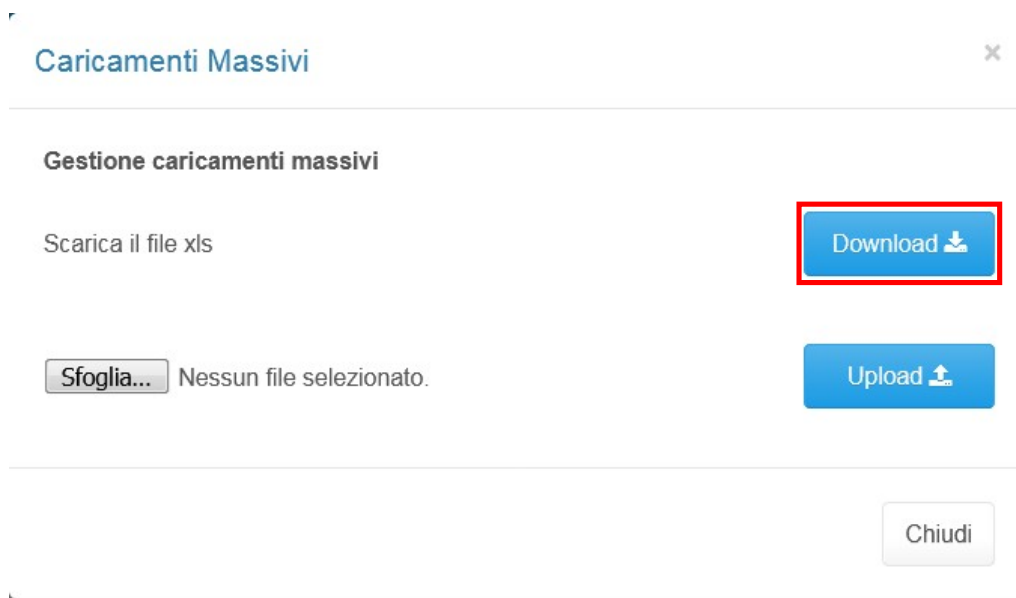 Caricamenti Massivi
×
Gestione caricamenti massivi
Scarica il file xls
Download
Sfoglia... Nessun file selezionato.
Upload
Chiudi